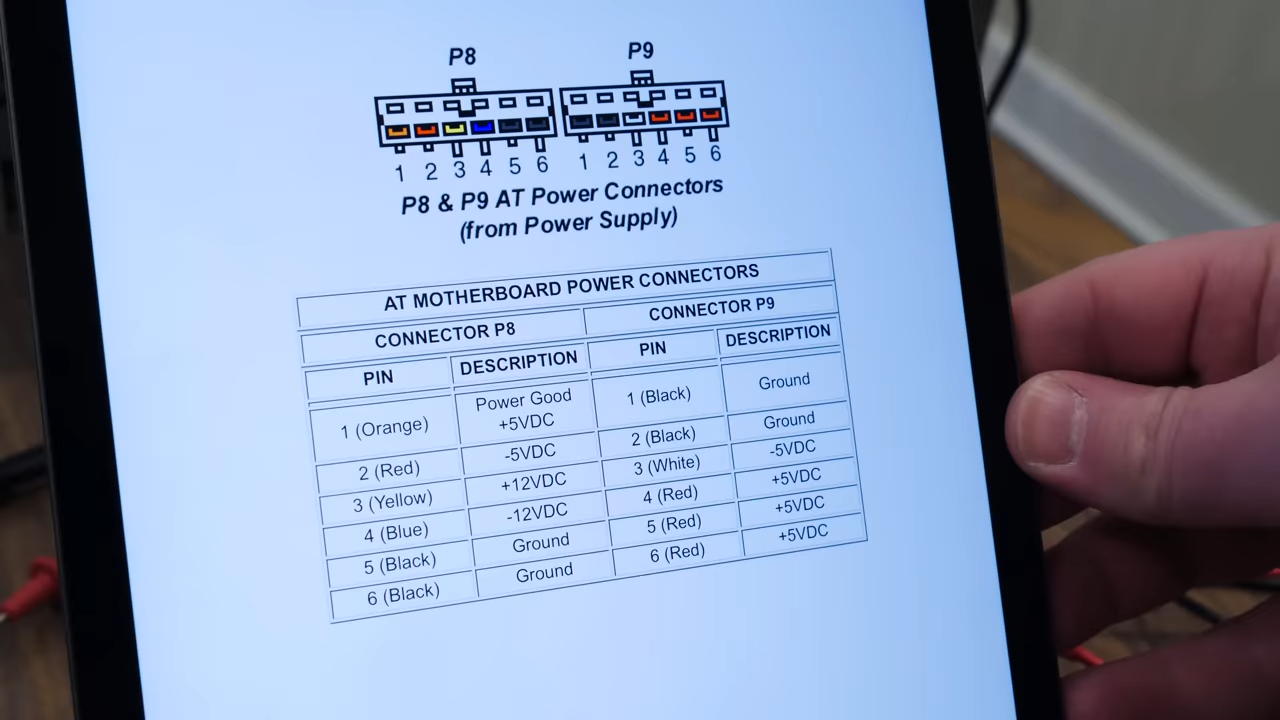 P8 P9
1 2 3 4 5 6 1 2 3 4 5 6
P8 & P9 AT Power Connectors
(from Power Supply)
AT MOTHERBOARD POWER CONNECTORS
CONNECTOR P8 CONNECTOR P9
PIN DESCRIPTION PIN DESCRIPTION
1 (Orange) Power Good +5VDC 1 (Black) Ground
2 (Red) -5VDC 2 (Black) Ground
3 (Yellow) +12VDC 3 (White) -5VDC
4 (Blue) -12VDC 4 (Red) +5VDC
5 (Black) Ground 5 (Red) +5VDC
6 (Black) Ground 6 (Red) +5VDC